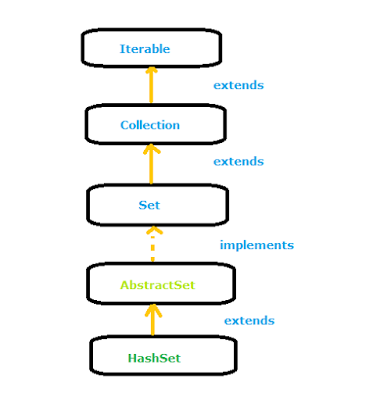 Iterable
extends
Collection
extends
Set
implements
AbstractSet
extends
HashSet